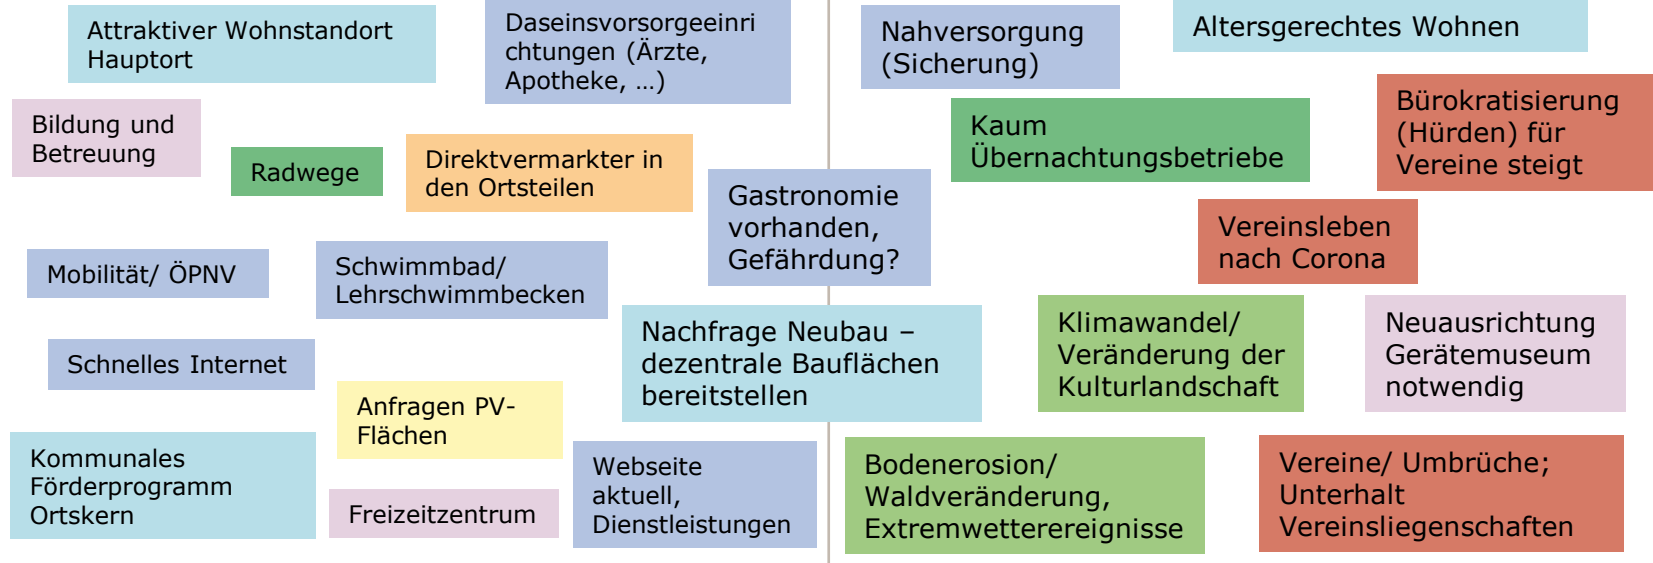 Attraktiver Wohnstandort
Hauptort
Daseinsvorsorgeeinri
chtungen (Ärzte,
Apotheke, …)
Nahversorgung
(Sicherung)
Altersgerechtes Wohnen
Bildung und
Betreuung
Radwege
Direktvermarkter in
den Ortsteilen
Kaum
Übernachtungsbetriebe
Bürokratisierung
(Hürden) für
Vereine steigt
Gastronomie
vorhanden,
Gefährdung?
Vereinsleben
nach Corona
Mobilität/ ÖPNV
Schwimmbad/
Lehrschwimmbecken
Nachfrage Neubau –
dezentrale Bauflächen
bereitstellen
Klimawandel/
Veränderung der
Kulturlandschaft
Neuausrichtung
Gerätemuseum
notwendig
Schnelles Internet
Anfragen PV-
Flächen
Kommunales
Förderprogramm
Ortskern
Freizeitzentrum
Webseite
aktuell,
Dienstleistungen
Bodenerosion/
Waldveränderung,
Extremwetterereignisse
Vereine/ Umbrüche;
Unterhalt
Vereinsliegenschaften